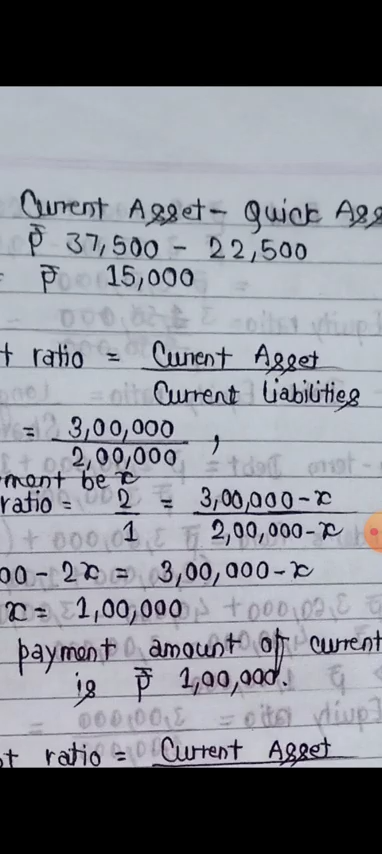 Current Asset - Quick Ass
₹ 37,500 - 22,500
= ₹ 15,000
t ratio = Current Asset
Current Liabilities
= 3,00,000
2,00,000 ,
ment be x
ratio = 2 = 3,00,000 - x
1 2,00,000 - x
00 - 2x = 3,00,000 - x
x = 1,00,000
payment amount of current
is ₹ 1,00,000.
t ratio = Current Asset